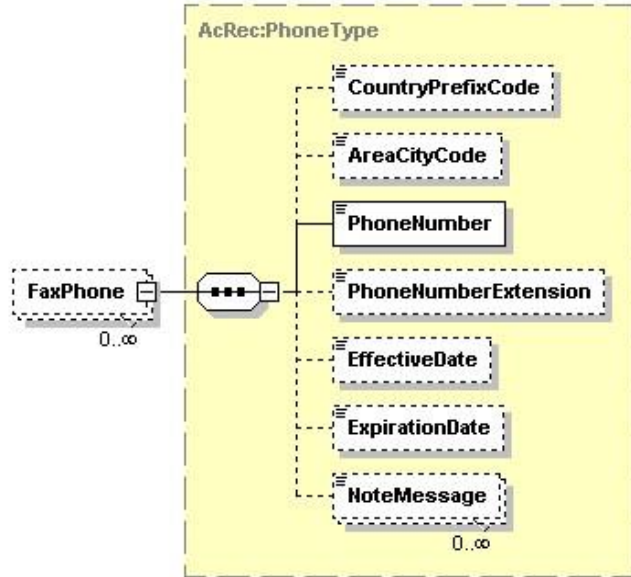 AcRec:PhoneType
CountryPrefixCode
AreaCityCode
PhoneNumber
FaxPhone
0..∞
PhoneNumberExtension
EffectiveDate
ExpirationDate
NoteMessage
0..∞